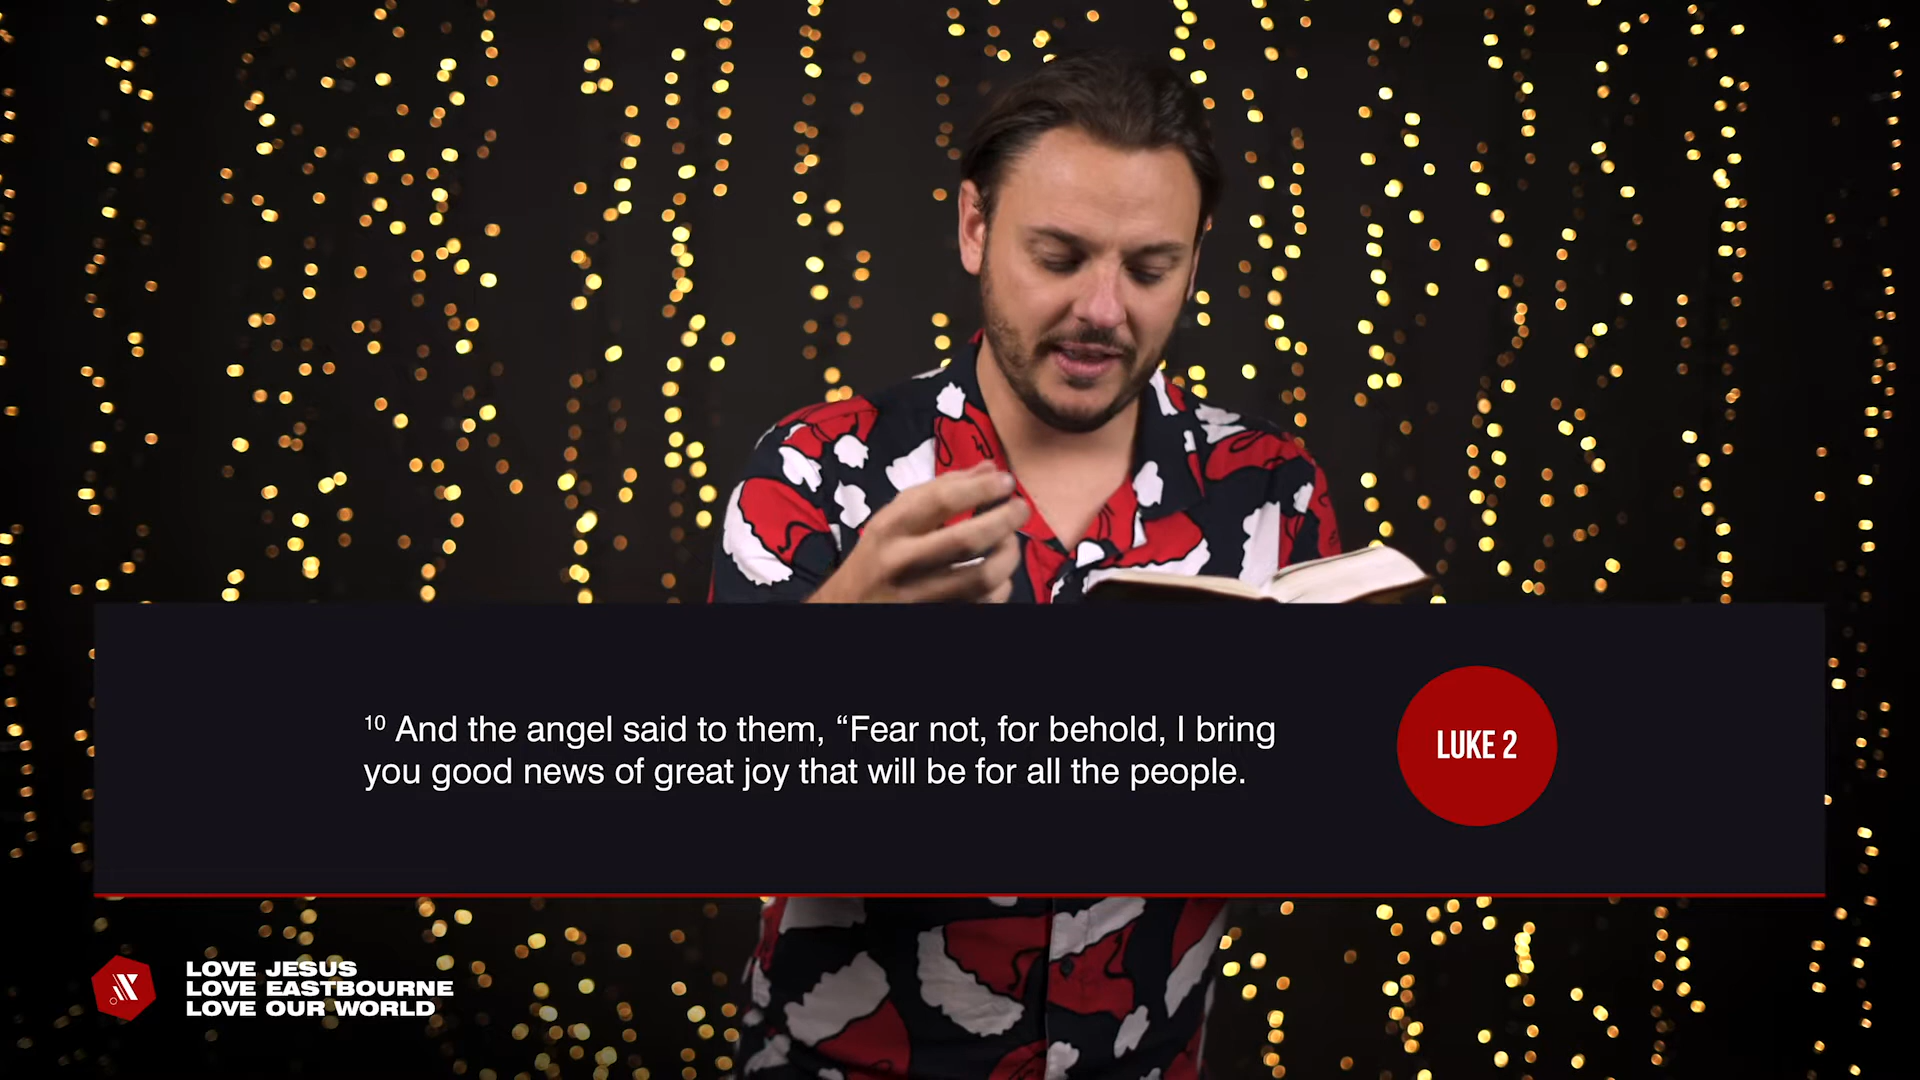 ¹⁰ And the angel said to them, “Fear not, for behold, I bring
you good news of great joy that will be for all the people.
LUKE 2
LOVE JESUS
LOVE EASTBOURNE
LOVE OUR WORLD